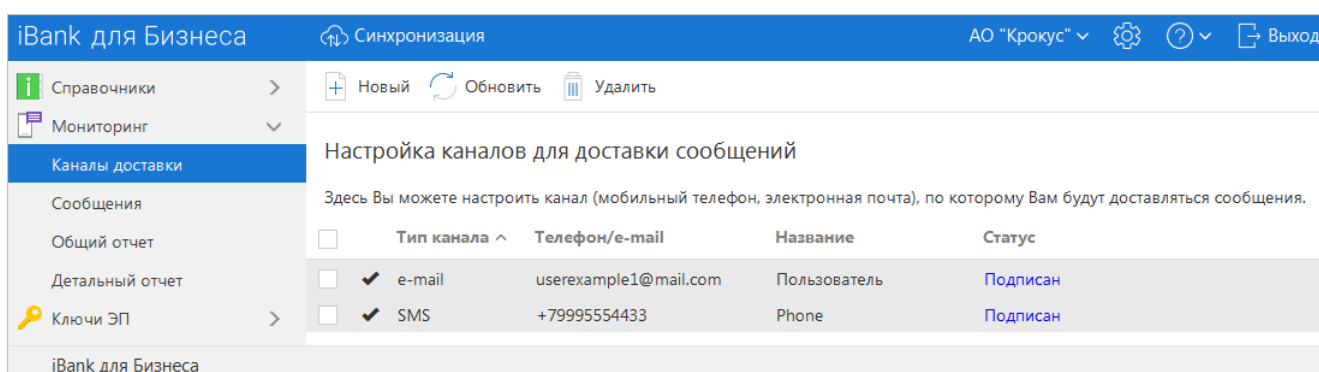 iBank для Бизнеса Синхронизация АО "Крокус" Выход
Справочники
Мониторинг
Каналы доставки
Сообщения
Общий отчет
Детальный отчет
Ключи ЭП
iBank для Бизнеса
Новый Обновить Удалить
Настройка каналов для доставки сообщений
Здесь Вы можете настроить канал (мобильный телефон, электронная почта), по которому Вам будут доставляться сообщения.
Тип канала Телефон/e-mail Название Статус
e-mail userexample1@mail.com Пользователь Подписан
SMS +79995554433 Phone Подписан